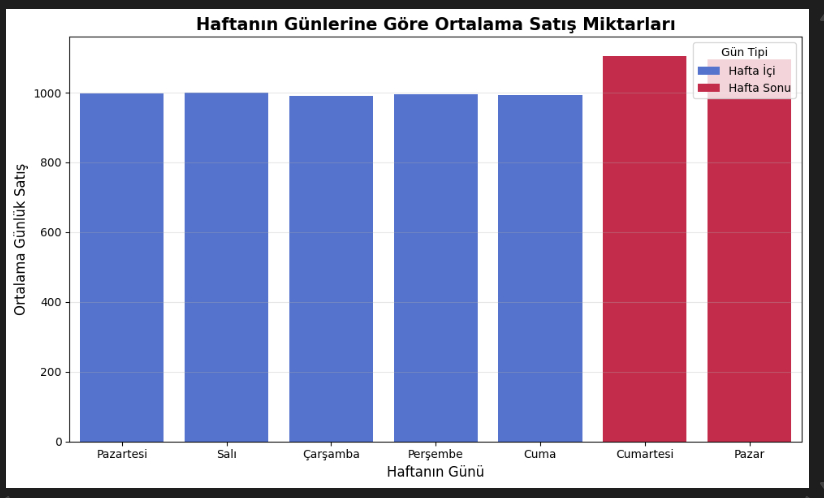 Haftanın Günlerine Göre Ortalama Satış Miktarları
Gün Tipi
Hafta İçi
Hafta Sonu
Ortalama Günlük Satış
1000
800
600
400
200
0
Pazartesi Salı Çarşamba Perşembe Cuma Cumartesi Pazar
Haftanın Günü